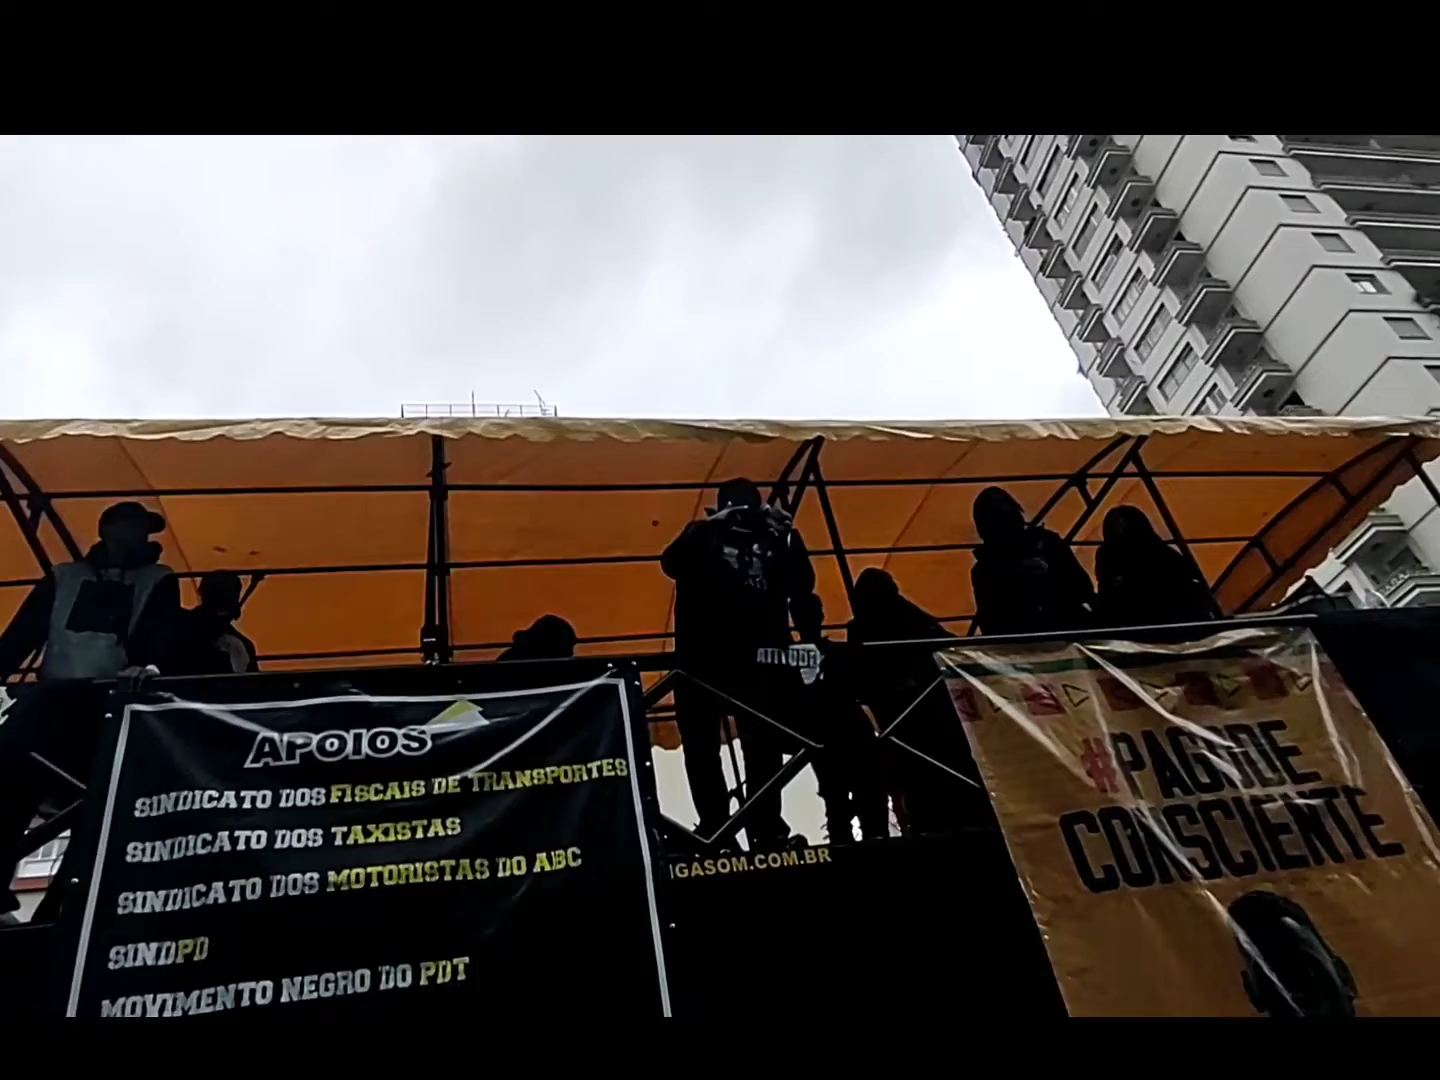 ATTITUDE
APOIOS
SINDICATO DOS FISCAIS DE TRANSPORTES
SINDICATO DOS TAXISTAS
SINDICATO DOS MOTORISTAS DO ABC
SINDPD
MOVIMENTO NEGRO DO PDT
IGASOM.COM.BR
#PAGODE
CONSCIENTE